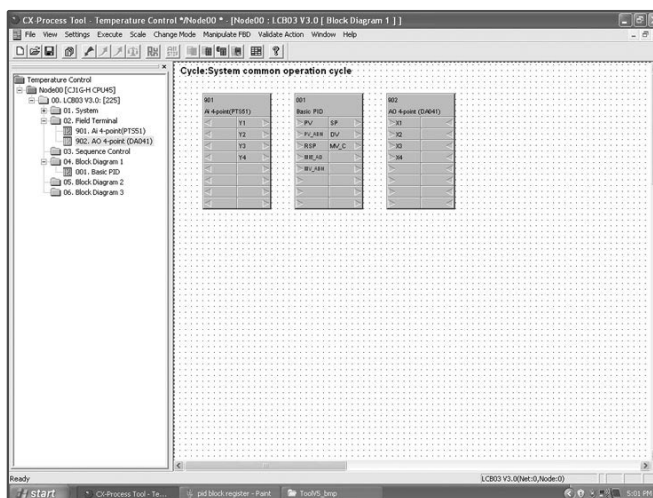 CX-Process Tool - Temperature Control */Node00 * - [Node00 : LCB03 V3.0 [ Block Diagram 1 ] ]
File View Settings Execute Scale Change Mode Manipulate FBD Validate Action Window Help
Temperature Control
Node00 [CJ1G-H CPU45]
00. LCB03 V3.0: [225]
01. System
02. Field Terminal
901. Ai 4-point(PTS51)
902. AO 4-point (DA041)
03. Sequence Control
04. Block Diagram 1
001. Basic PID
05. Block Diagram 2
06. Block Diagram 3
Cycle:System common operation cycle
901
Ai 4-point(PTS51)
Y1
Y2
Y3
Y4
001
Basic PID
PV SP
PV_ABN DV
RSP MV_C
MV_ABN
902
AO 4-point (DA041)
X1
X2
X3
X4
Ready
LCB03 V3.0(Net:0,Node:0)
start
CX-Process Tool - Te...
pid block register - Paint
ToolV5_bmp
5:01 PM